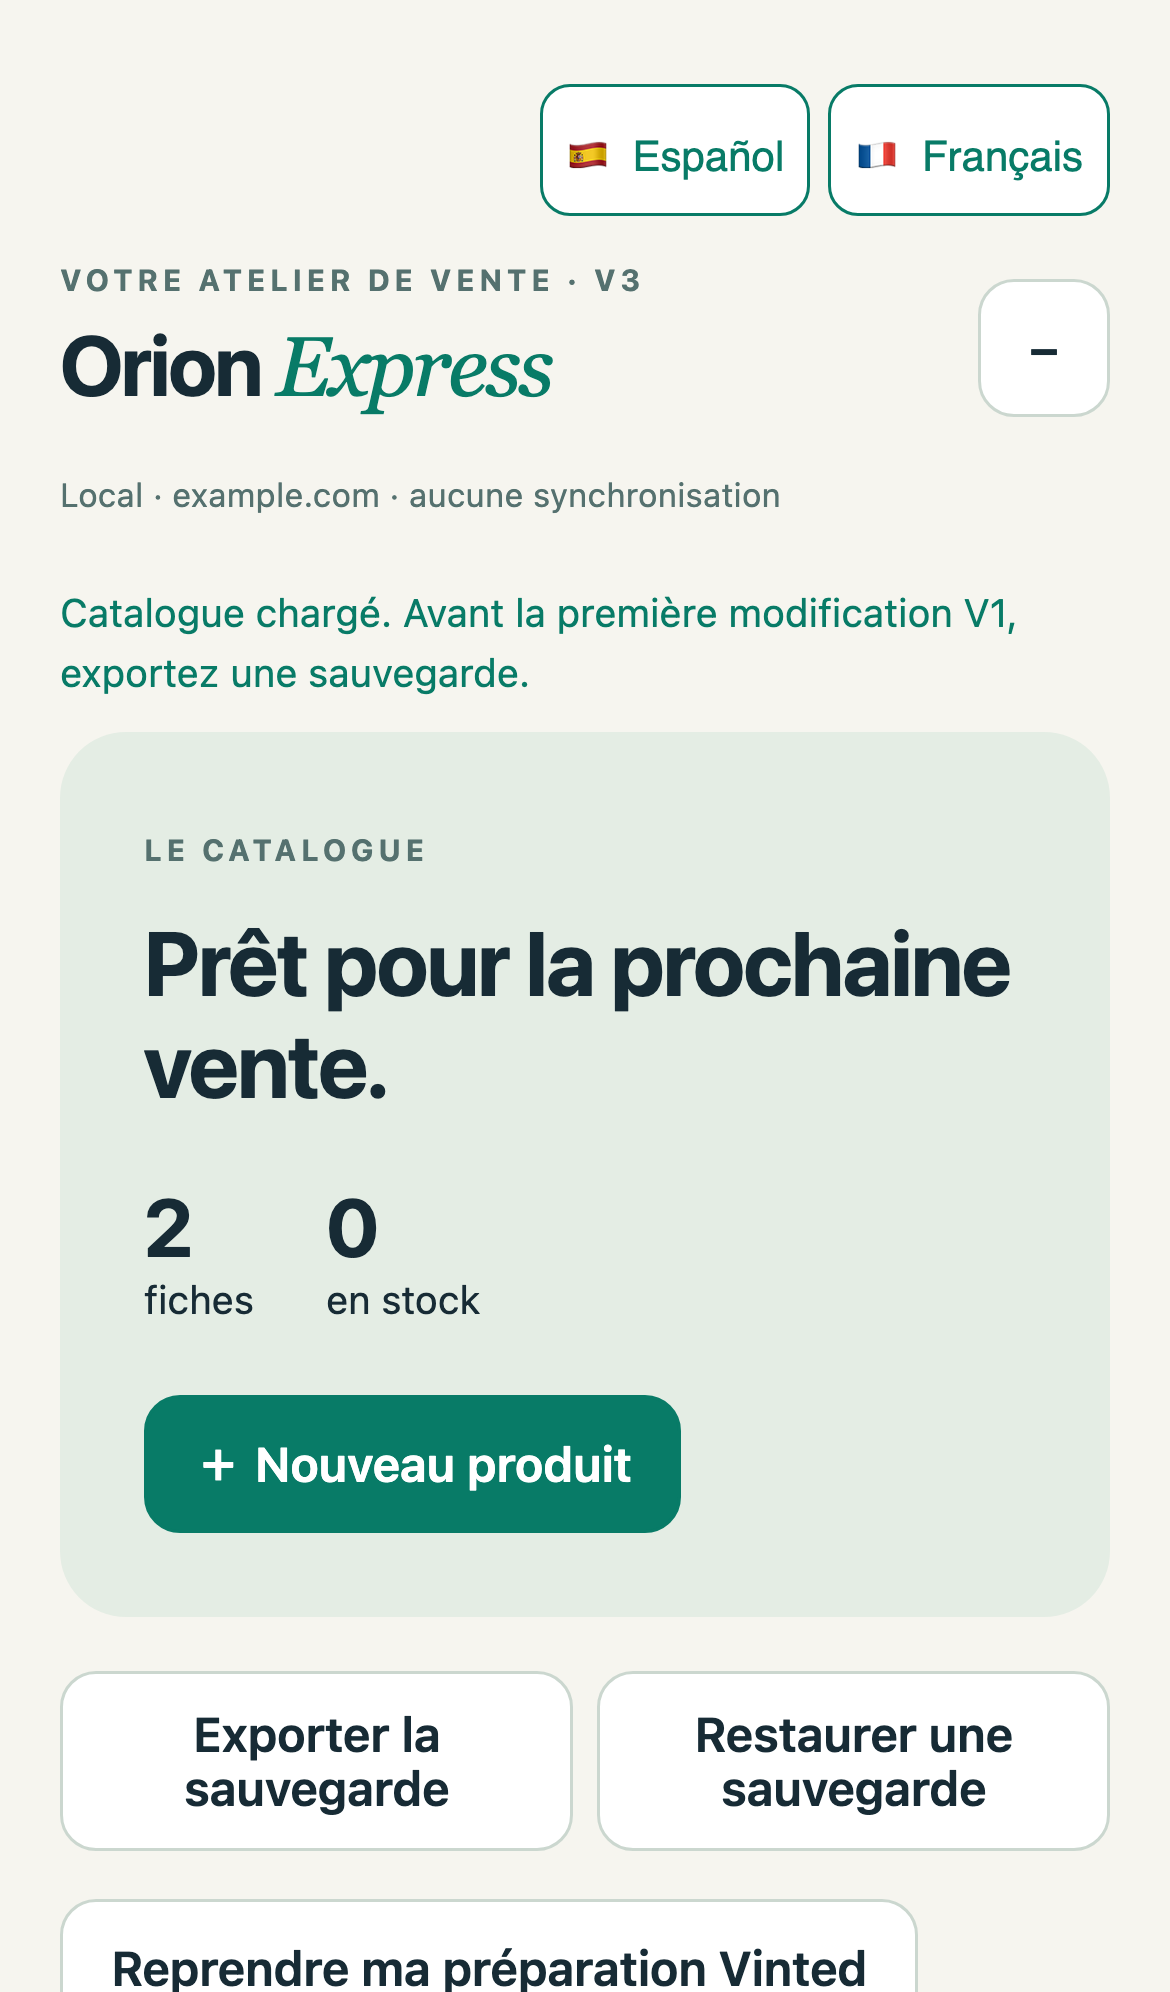 Español
Français
VOTRE ATELIER DE VENTE · V3
Orion Express
–
Local · example.com · aucune synchronisation
Catalogue chargé. Avant la première modification V1,
exportez une sauvegarde.
LE CATALOGUE
Prêt pour la prochaine
vente.
2 0
fiches en stock
+ Nouveau produit
Exporter la
sauvegarde
Restaurer une
sauvegarde
Reprendre ma préparation Vinted